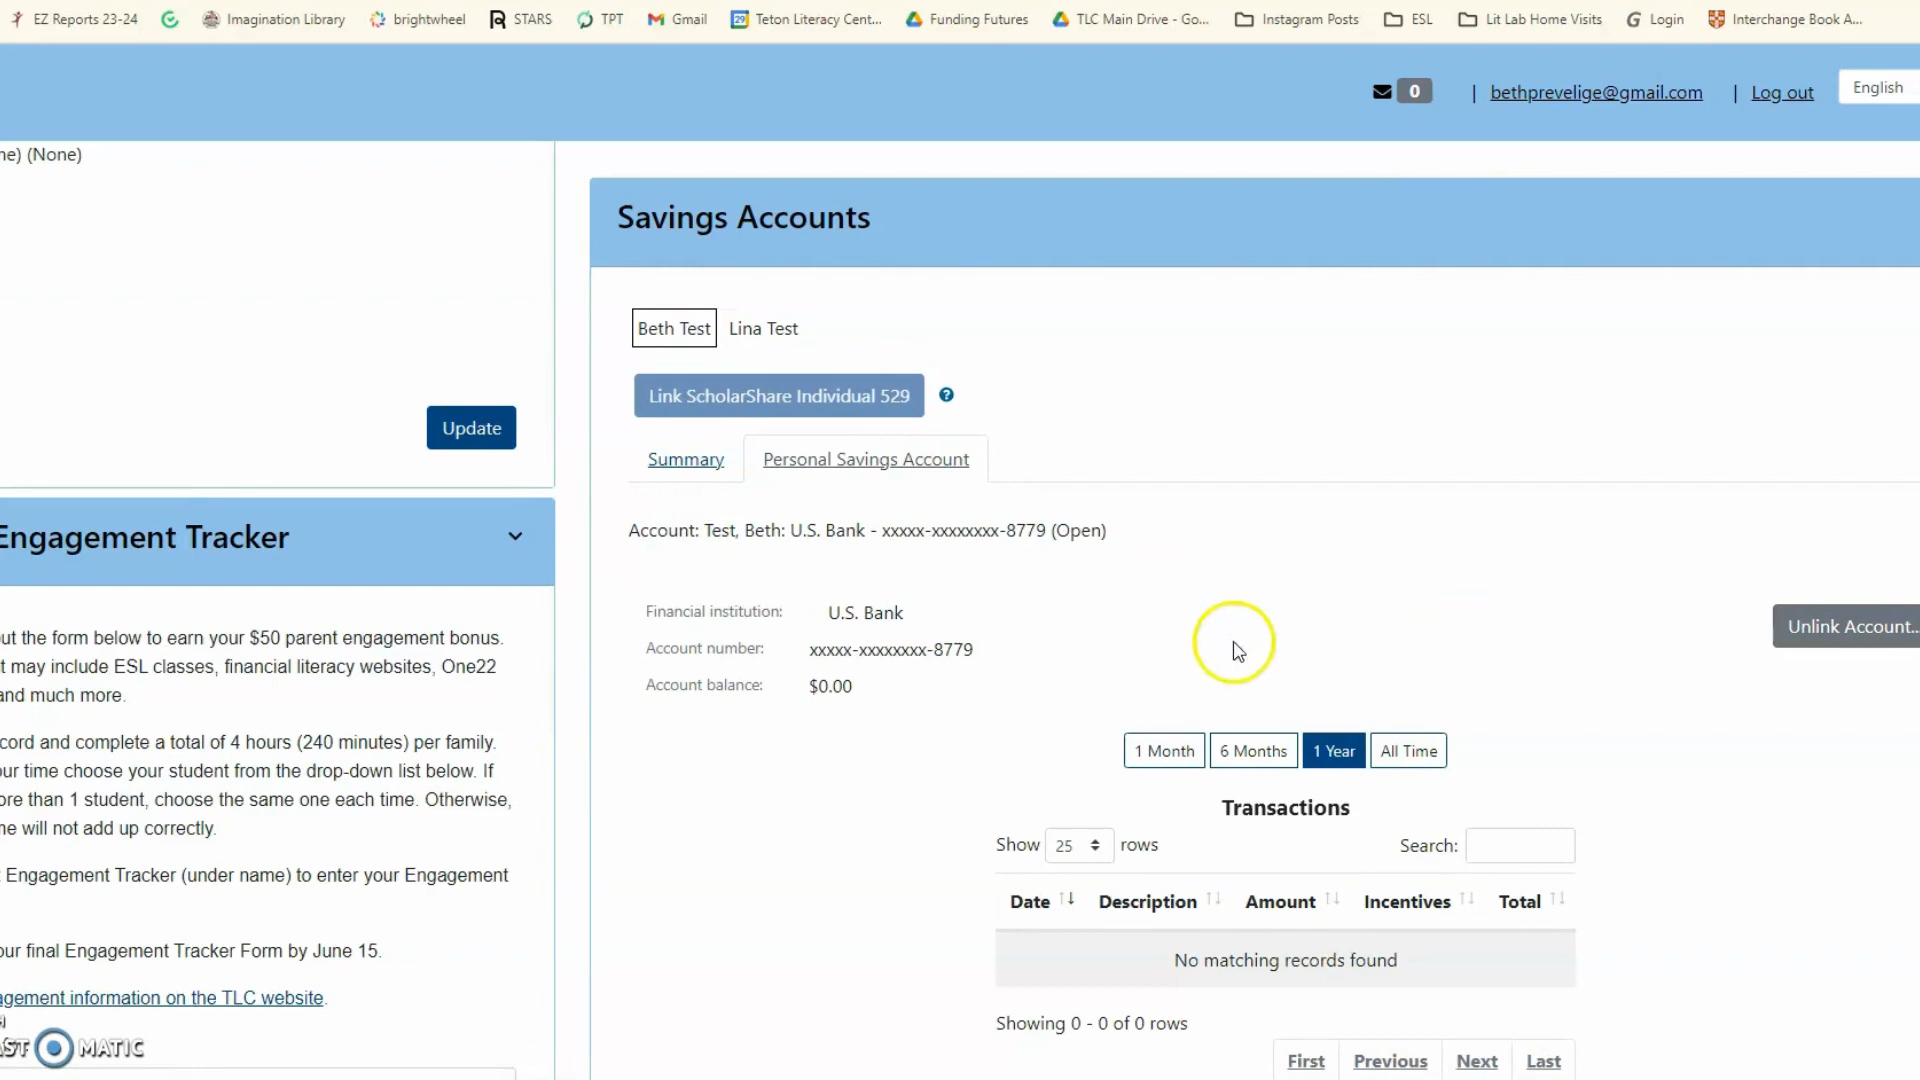 EZ Reports 23-24 Imagination Library brightwheel STARS TPT Gmail Teton Literacy Cent... Funding Futures TLC Main Drive - Go... Instagram Posts ESL Lit Lab Home Visits Login Interchange Book A...
0 | bethprevelige@gmail.com | Log out English
ne) (None)
Update
Engagement Tracker
ut the form below to earn your $50 parent engagement bonus.
t may include ESL classes, financial literacy websites, One22
and much more.
cord and complete a total of 4 hours (240 minutes) per family.
ur time choose your student from the drop-down list below. If
ore than 1 student, choose the same one each time. Otherwise,
me will not add up correctly.
Engagement Tracker (under name) to enter your Engagement
our final Engagement Tracker Form by June 15.
agement information on the TLC website.
AST MATIC
Savings Accounts
Beth Test Lina Test
Link ScholarShare Individual 529 ?
Summary Personal Savings Account
Account: Test, Beth: U.S. Bank - xxxxx-xxxxxxxx-8779 (Open)
Financial institution: U.S. Bank
Account number: xxxxx-xxxxxxxx-8779
Account balance: $0.00
Unlink Account...
1 Month 6 Months 1 Year All Time
Transactions
Show 25 rows Search:
Date Description Amount Incentives Total
No matching records found
Showing 0 - 0 of 0 rows
First Previous Next Last